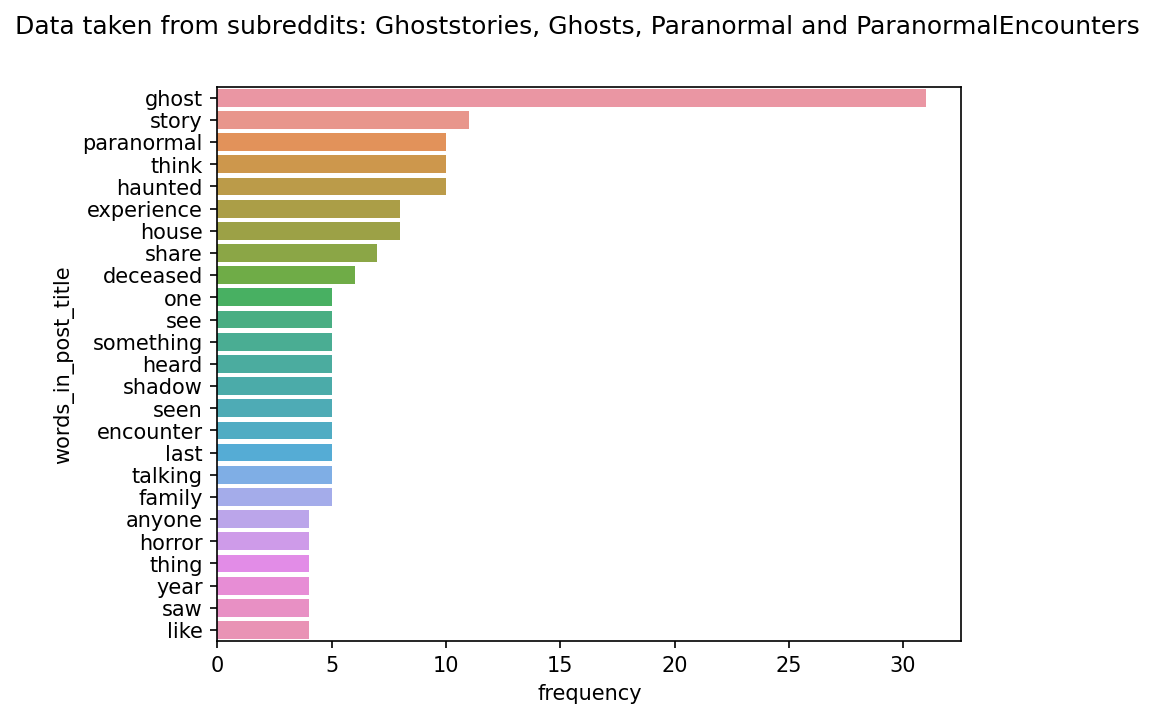 Data taken from subreddits: Ghoststories, Ghosts, Paranormal and ParanormalEncounters
words_in_post_title
ghost
story
paranormal
think
haunted
experience
house
share
deceased
one
see
something
heard
shadow
seen
encounter
last
talking
family
anyone
horror
thing
year
saw
like
0 5 10 15 20 25 30
frequency